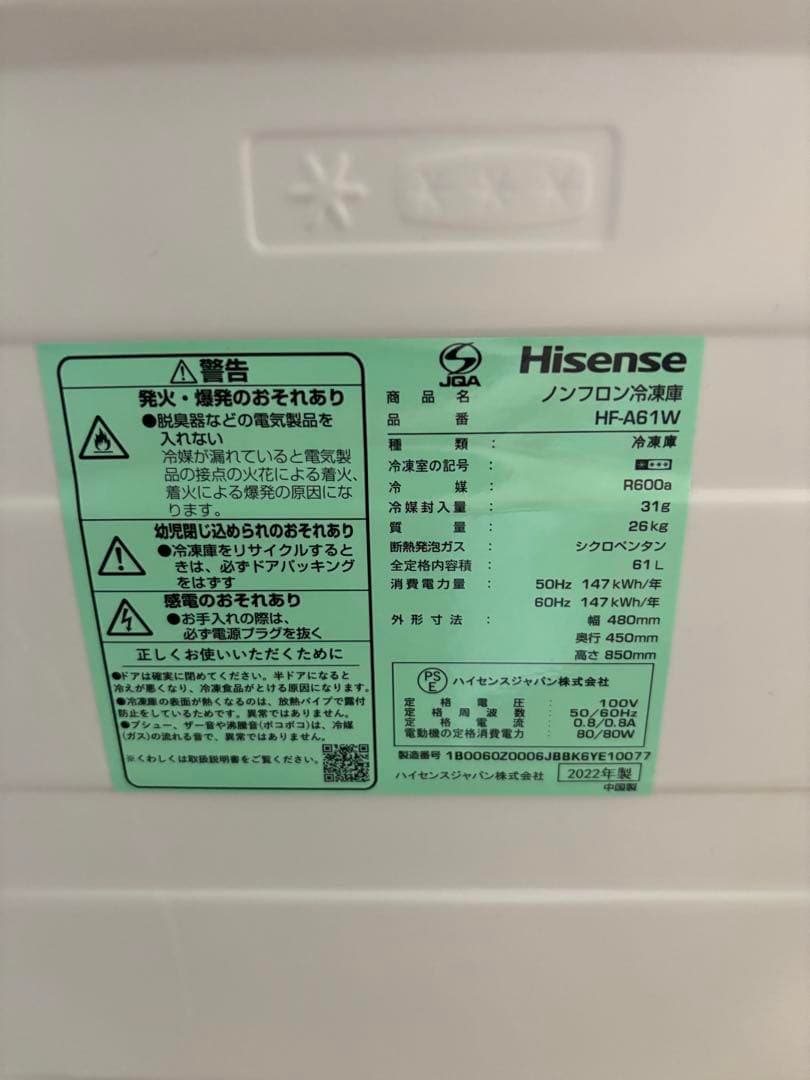 警告
発火・爆発のおそれあり
●脱臭器などの電気製品を
入れない
冷媒が漏れていると電気製
品の接点の火花による着火、
着火による爆発の原因にな
ります。
幼児閉じ込められのおそれあり
●冷凍庫をリサイクルすると
きは、必ずドアパッキング
をはずす
感電のおそれあり
●お手入れの際は、
必ず電源プラグを抜く
正しくお使いいただくために
●ドアは確実に閉めてください。半ドアになると
冷えが悪くなり、冷凍食品がとける原因になります。
●冷凍庫の表面が熱くなるのは、放熱パイプで露付
防止をしているためです。異常ではありません。
●プシュー、ザー音や沸騰音(ポコポコ)は、冷媒
(ガス)の流れる音で、異常ではありません。
※くわしくは取扱説明書をご覧ください。
JQA
Hisense
商品名 ノンフロン冷凍庫
品番 HF-A61W
種類： 冷凍庫
冷凍室の記号：
冷媒： R600a
冷媒封入量： 31g
質量： 26kg
断熱発泡ガス： シクロペンタン
全定格内容積： 61L
消費電力量： 50Hz 147kWh/年
60Hz 147kWh/年
外形寸法： 幅 480mm
奥行 450mm
高さ 850mm
PSE ハイセンスジャパン株式会社
定格電圧： 100V
定格周波数： 50/60Hz
定格電流： 0.8/0.8A
電動機の定格消費電力： 80/80W
製造番号 1B0060Z0006JBBK6YE10077
ハイセンスジャパン株式会社 2022年製
中国製